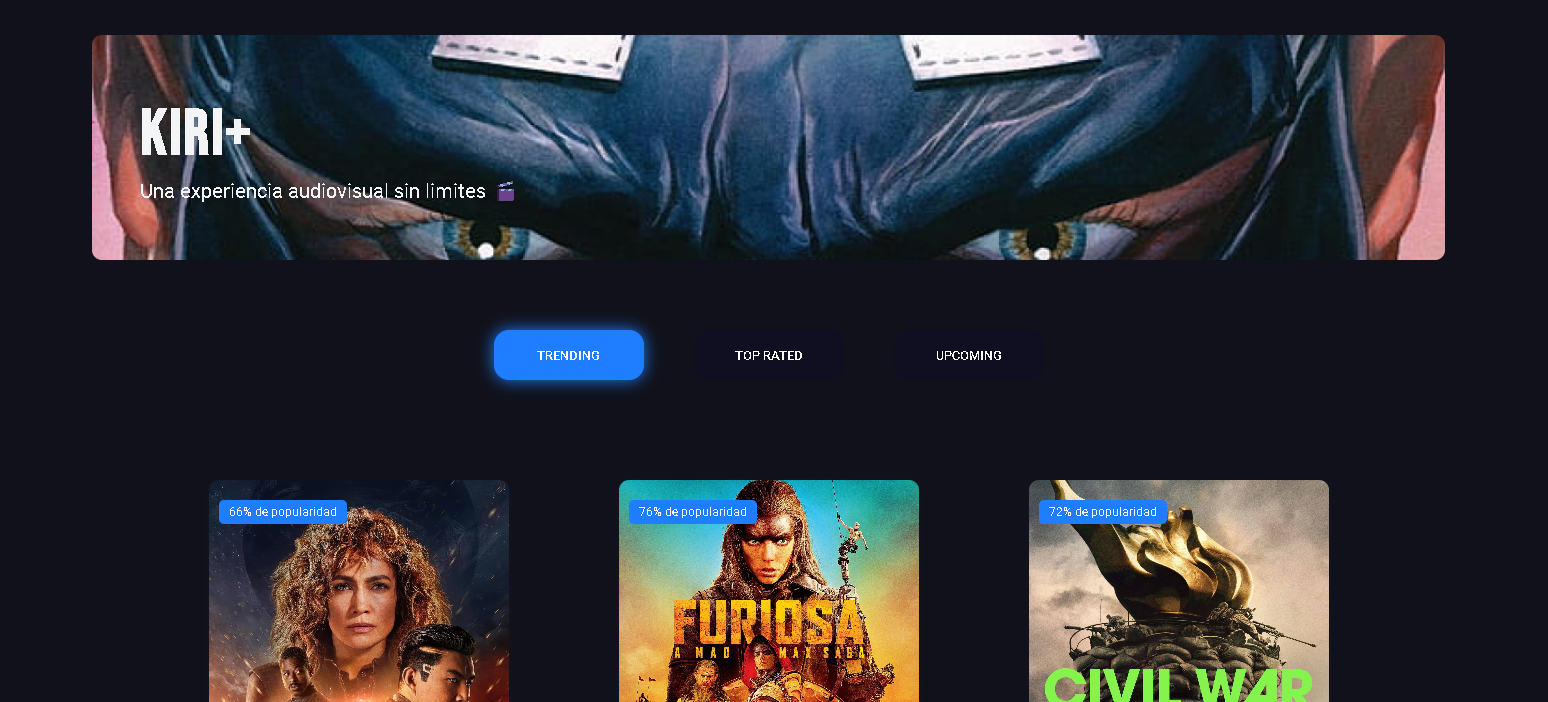 KIRI+
Una experiencia audiovisual sin limites
TRENDING
TOP RATED
UPCOMING
66% de popularidad
76% de popularidad
72% de popularidad
FURIOSA
A MAD MAX SAGA
CIVIL WAR